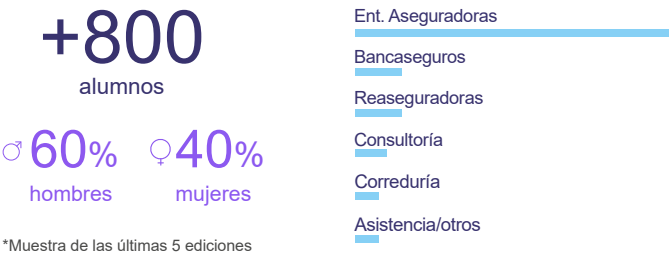 +800
alumnos
♂60% ♀40%
hombres mujeres
*Muestra de las últimas 5 ediciones
Ent. Aseguradoras
Bancaseguros
Reaseguradoras
Consultoría
Correduría
Asistencia/otros